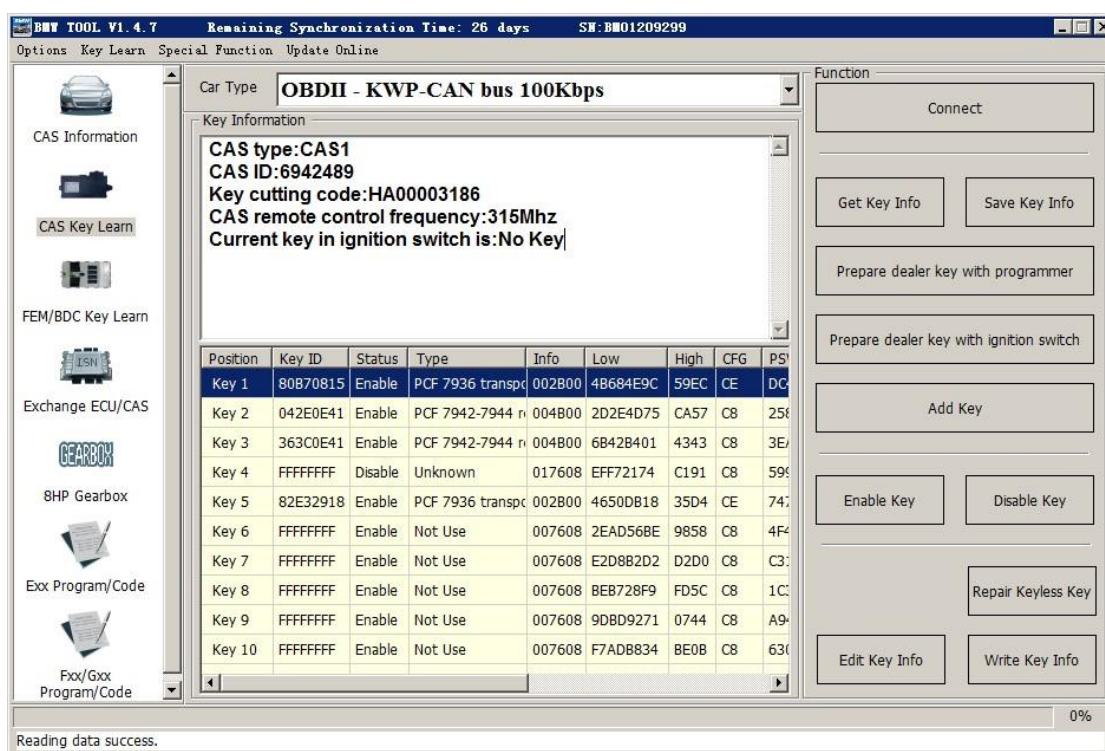 BMW TOOL V1.4.7 Remaining Synchronization Time: 26 days SN:BM01209299
Options Key Learn Special Function Update Online
CAS Information
CAS Key Learn
FEM/BDC Key Learn
ISN
Exchange ECU/CAS
GEARBOX
8HP Gearbox
Exx Program/Code
Fxx/Gxx
Program/Code
Car Type OBDII - KWP-CAN bus 100Kbps
Key Information
CAS type:CAS1
CAS ID:6942489
Key cutting code:HA00003186
CAS remote control frequency:315Mhz
Current key in ignition switch is:No Key
Position Key ID Status Type Info Low High CFG
Key 1 80B70815 Enable PCF 7936 transpo 002B00 4B684E9C 59EC CE
Key 2 042E0E41 Enable PCF 7942-7944 r 004B00 2D2E4D75 CA57 C8 258
Key 3 363C0E41 Enable PCF 7942-7944 r 004B00 6B42B401 4343 C8
Key 4 FFFFFFFF Disable Unknown 017608 EFF72174 C191 C8 599
Key 5 82E32918 Enable PCF 7936 transpo 002B00 4650DB18 35D4 CE
Key 6 FFFFFFFF Enable Not Use 007608 2EAD56BE 9858 C8
Key 7 FFFFFFFF Enable Not Use 007608 E2D8B2D2 D2D0 C8
Key 8 FFFFFFFF Enable Not Use 007608 BEB728F9 FD5C C8
Key 9 FFFFFFFF Enable Not Use 007608 9DBD9271 0744 C8
Key 10 FFFFFFFF Enable Not Use 007608 F7ADB834 BE0B C8
Function
Connect
Get Key Info Save Key Info
Prepare dealer key with programmer
Prepare dealer key with ignition switch
Add Key
Enable Key Disable Key
Repair Keyless Key
Edit Key Info Write Key Info
0%
Reading data success.